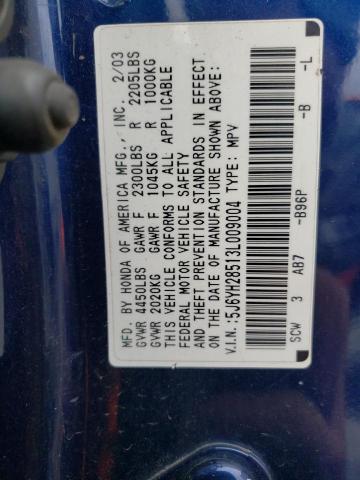 MFD. BY HONDA OF AMERICA MFG., INC. 2/03
GVWR 4450LBS GAWR F 2300LBS R 2205LBS
GVWR 2020KG GAWR F 1045KG R 1000KG
THIS VEHICLE CONFORMS TO ALL APPLICABLE
FEDERAL MOTOR VEHICLE SAFETY
AND THEFT PREVENTION STANDARDS IN EFFECT
ON THE DATE OF MANUFACTURE SHOWN ABOVE.
V.I.N.:5J6YH28513L009004 TYPE: MPV
SCW 3 AB7 -B96P -B -L